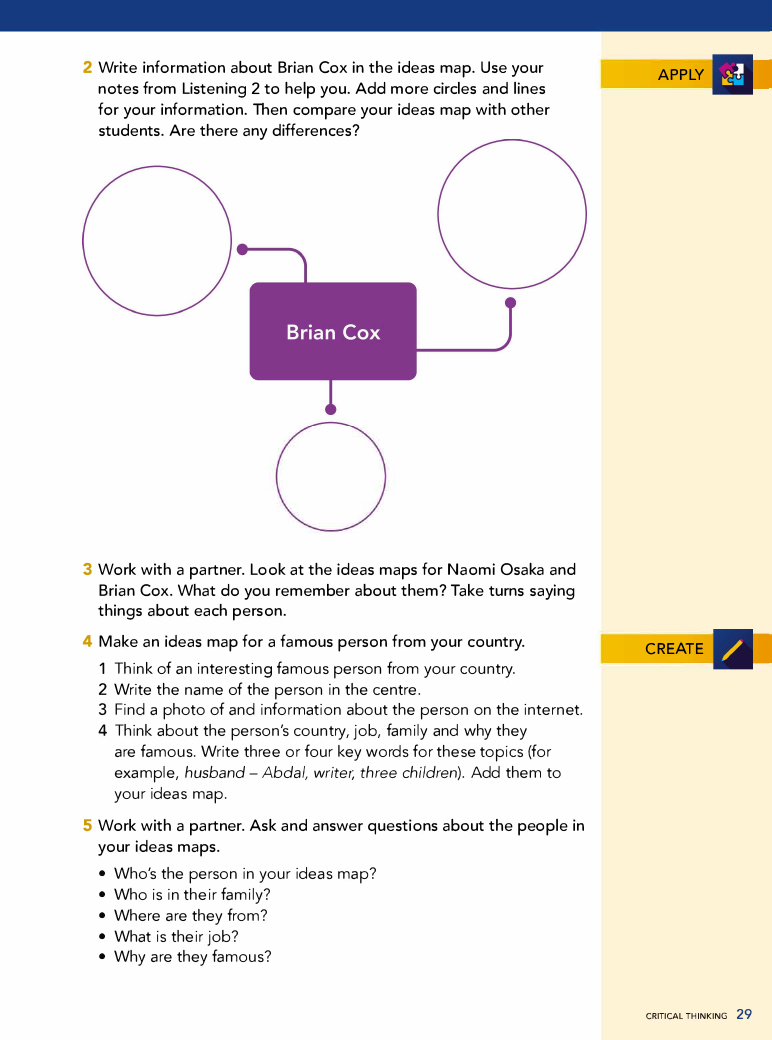 2 Write information about Brian Cox in the ideas map. Use your
notes from Listening 2 to help you. Add more circles and lines
for your information. Then compare your ideas map with other
students. Are there any differences?
APPLY
Brian Cox
3 Work with a partner. Look at the ideas maps for Naomi Osaka and
Brian Cox. What do you remember about them? Take turns saying
things about each person.
4 Make an ideas map for a famous person from your country.
CREATE
1 Think of an interesting famous person from your country.
2 Write the name of the person in the centre.
3 Find a photo of and information about the person on the internet.
4 Think about the person's country, job, family and why they
are famous. Write three or four key words for these topics (for
example, husband – Abdal, writer, three children). Add them to
your ideas map.
5 Work with a partner. Ask and answer questions about the people in
your ideas maps.
• Who's the person in your ideas map?
• Who is in their family?
• Where are they from?
• What is their job?
• Why are they famous?
CRITICAL THINKING 29